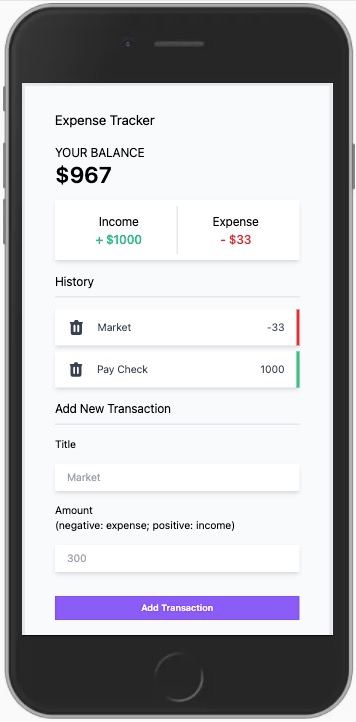 Expense Tracker
YOUR BALANCE
$967
Income Expense
+ $1000 - $33
History
Market -33
Pay Check 1000
Add New Transaction
Title
Market
Amount
(negative: expense; positive: income)
300
Add Transaction